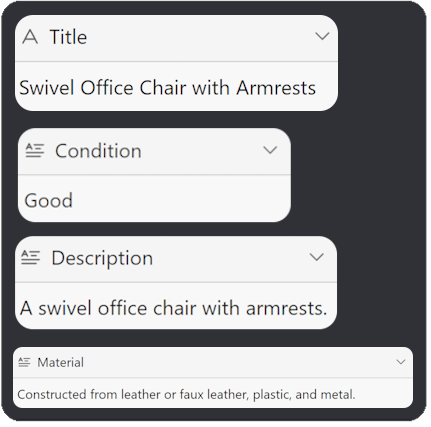 Title
Swivel Office Chair with Armrests
Condition
Good
Description
A swivel office chair with armrests.
Material
Constructed from leather or faux leather, plastic, and metal.